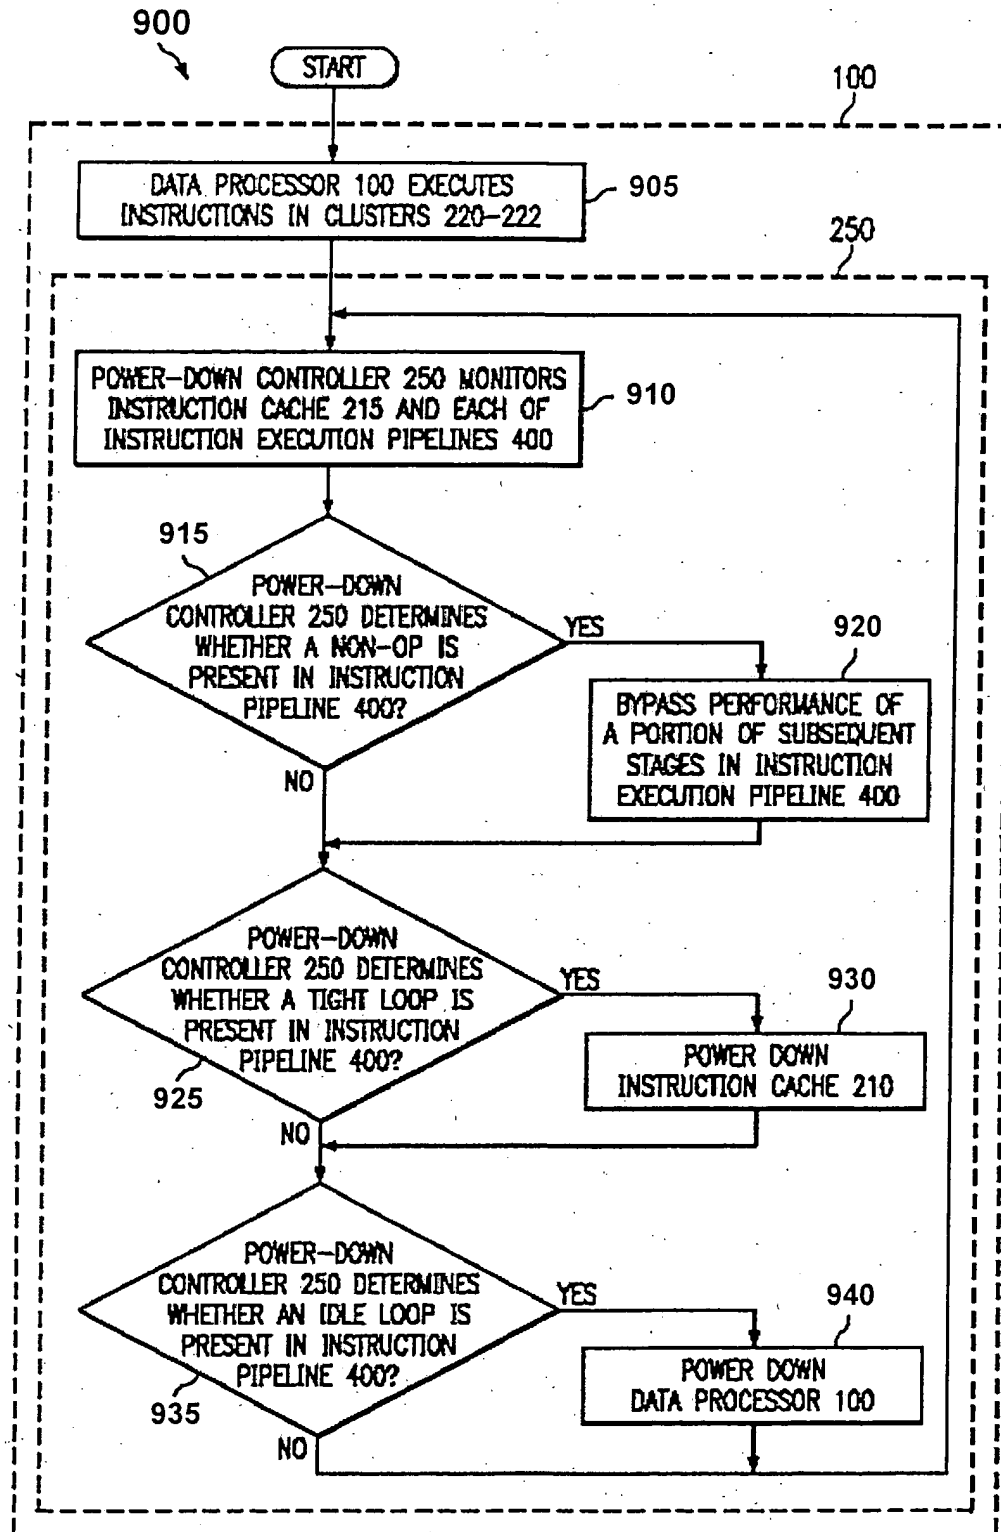 900
START
100
DATA PROCESSOR 100 EXECUTES
INSTRUCTIONS IN CLUSTERS 220-222
905
250
POWER-DOWN CONTROLLER 250 MONITORS
INSTRUCTION CACHE 215 AND EACH OF
INSTRUCTION EXECUTION PIPELINES 400
910
915
POWER-DOWN
CONTROLLER 250 DETERMINES
WHETHER A NON-OP IS
PRESENT IN INSTRUCTION
PIPELINE 400?
YES
NO
920
BYPASS PERFORMANCE OF
A PORTION OF SUBSEQUENT
STAGES IN INSTRUCTION
EXECUTION PIPELINE 400
POWER-DOWN
CONTROLLER 250 DETERMINES
WHETHER A TIGHT LOOP IS
PRESENT IN INSTRUCTION
PIPELINE 400?
925
YES
NO
930
POWER DOWN
INSTRUCTION CACHE 210
POWER-DOWN
CONTROLLER 250 DETERMINES
WHETHER AN IDLE LOOP IS
PRESENT IN INSTRUCTION
PIPELINE 400?
935
YES
NO
940
POWER DOWN
DATA PROCESSOR 100